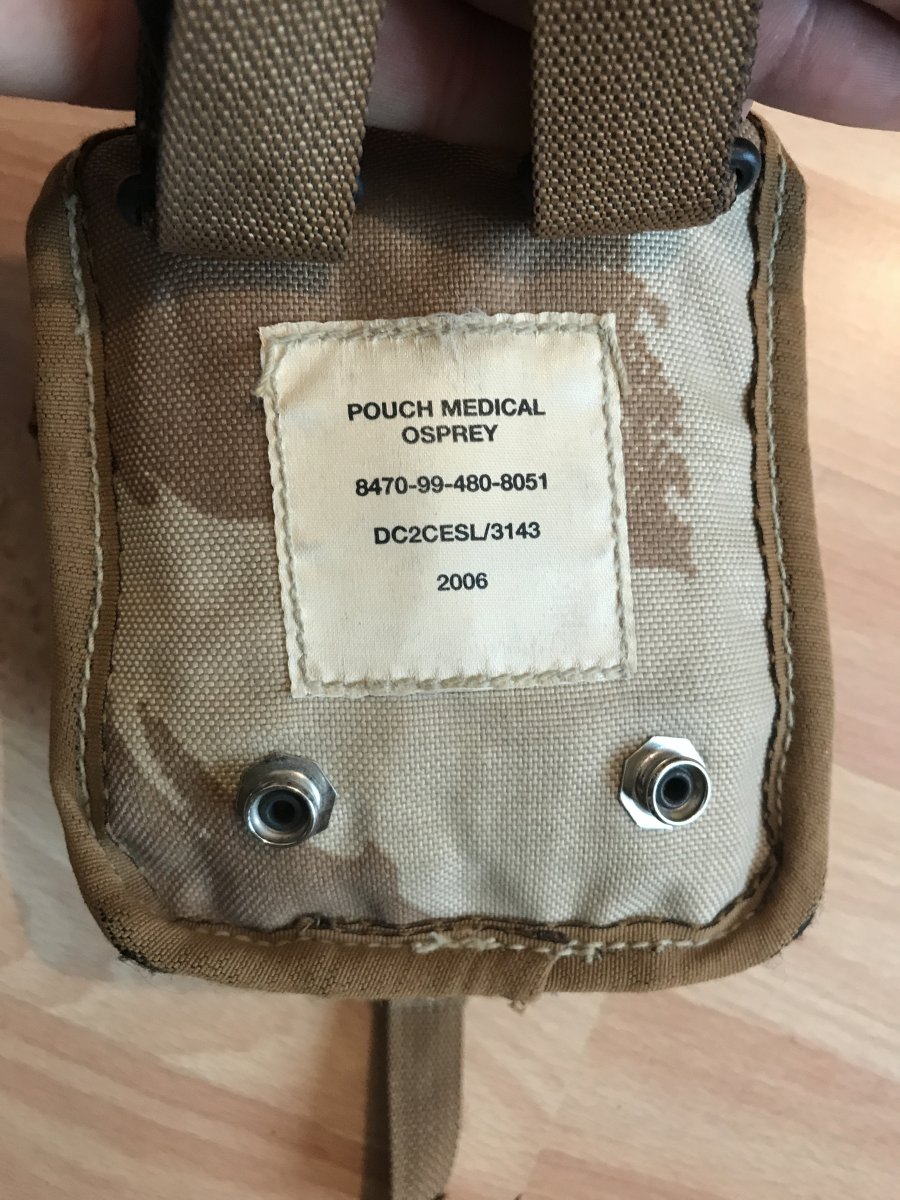 POUCH MEDICAL
OSPREY
8470-99-480-8051
DC2CESL/3143
2006